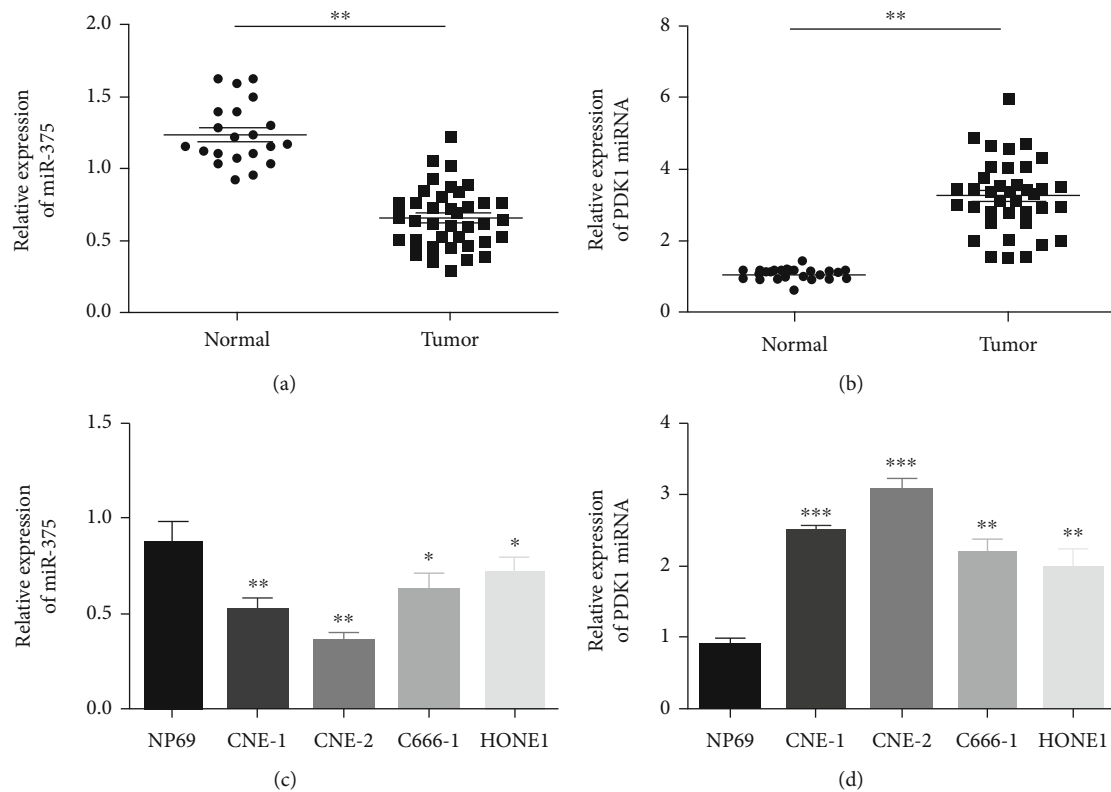 Relative expression
of miR-375
2.0
1.5
1.0
0.5
0.0
**
Normal
Tumor
(a)
Relative expression
of PDK1 miRNA
8
6
4
2
0
**
Normal
Tumor
(b)
Relative expression
of miR-375
1.5
1.0
0.5
0.0
**
**
*
*
NP69
CNE-1
CNE-2
C666-1
HONE1
(c)
Relative expression
of PDK1 miRNA
4
3
2
1
0
***
***
**
**
NP69
CNE-1
CNE-2
C666-1
HONE1
(d)